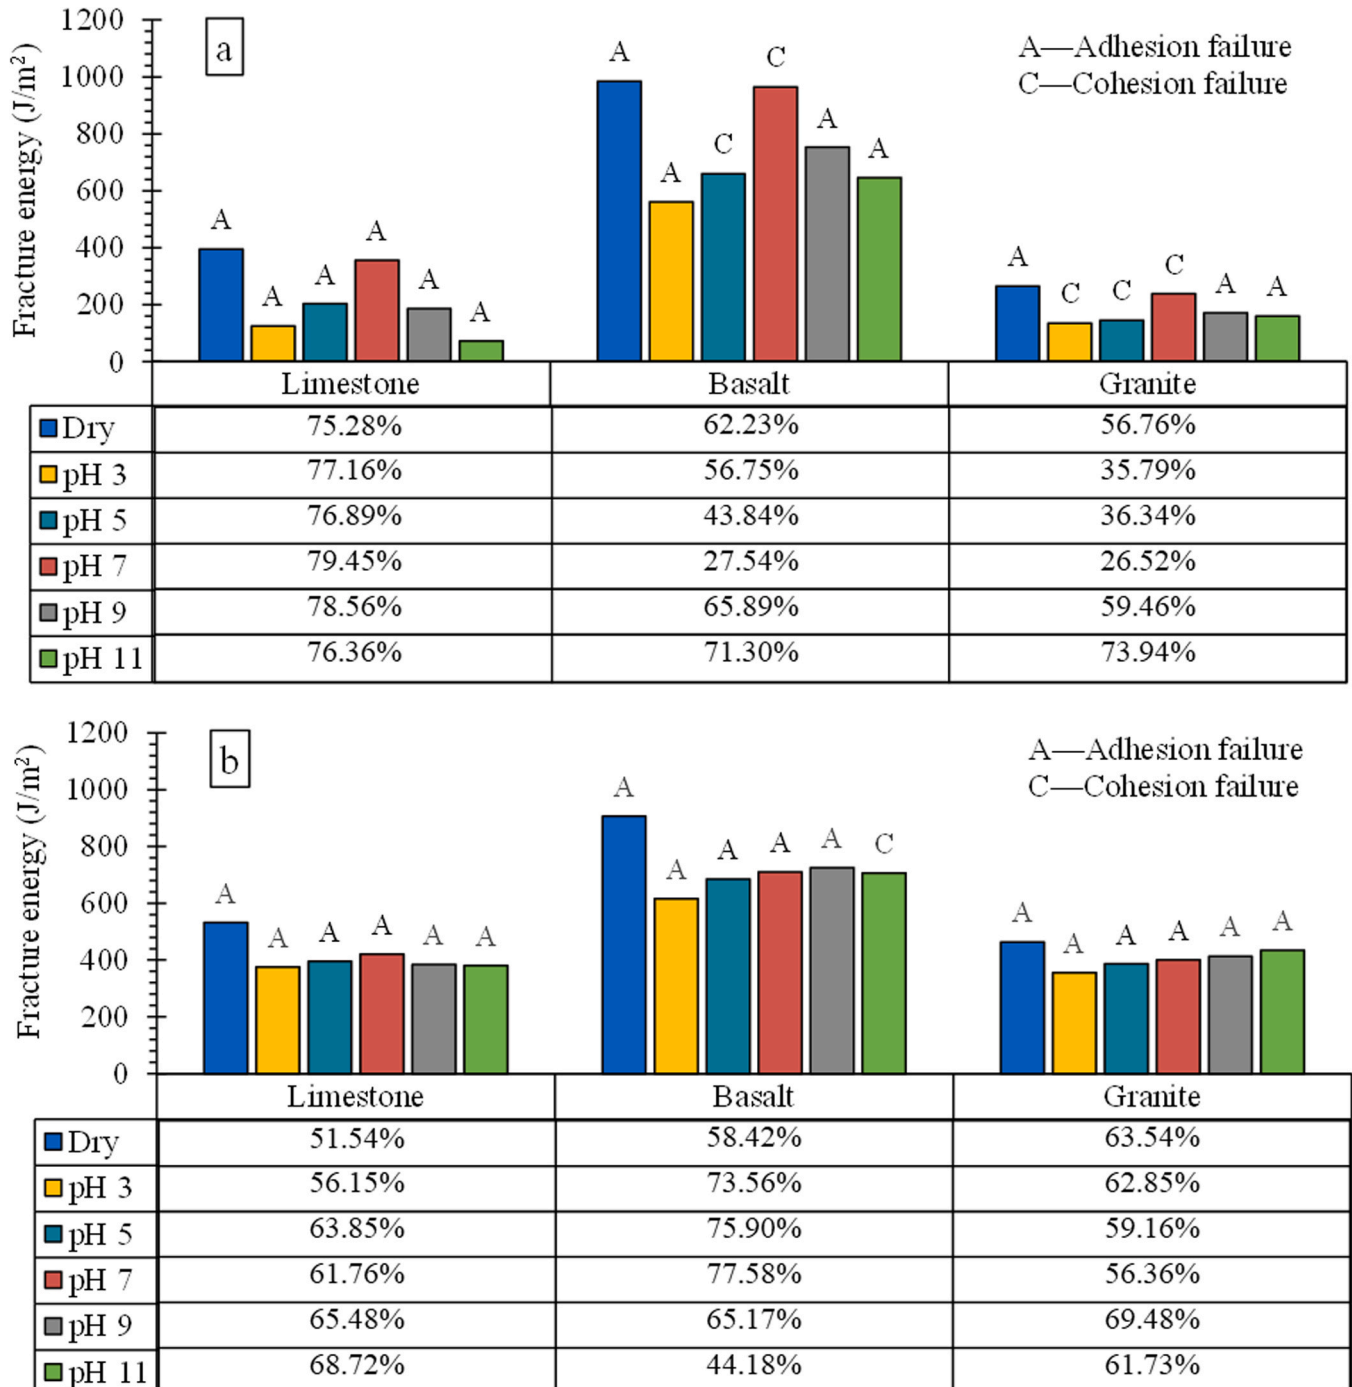 1200
1000
800
600
400
200
0
Fracture energy (J/m²)
a
A—Adhesion failure
C—Cohesion failure
A A A A A A
A A C C A A
A C C C A A
Limestone Basalt Granite
Dry 75.28% 62.23% 56.76%
pH 3 77.16% 56.75% 35.79%
pH 5 76.89% 43.84% 36.34%
pH 7 79.45% 27.54% 26.52%
pH 9 78.56% 65.89% 59.46%
pH 11 76.36% 71.30% 73.94%
1200
1000
800
600
400
200
0
Fracture energy (J/m²)
b
A—Adhesion failure
C—Cohesion failure
A A A A A A
A A A A A C
A A A A A A
Limestone Basalt Granite
Dry 51.54% 58.42% 63.54%
pH 3 56.15% 73.56% 62.85%
pH 5 63.85% 75.90% 59.16%
pH 7 61.76% 77.58% 56.36%
pH 9 65.48% 65.17% 69.48%
pH 11 68.72% 44.18% 61.73%